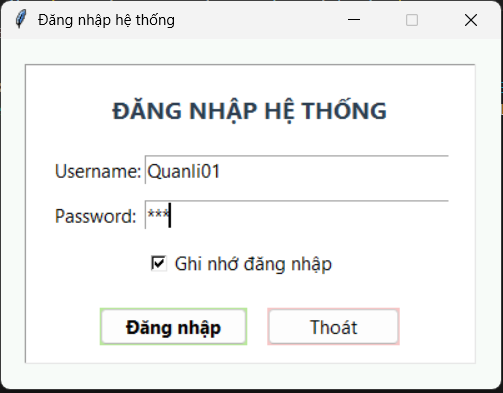 Đăng nhập hệ thống
ĐĂNG NHẬP HỆ THỐNG
Username: Quanli01
Password: ***
Ghi nhớ đăng nhập
Đăng nhập Thoát